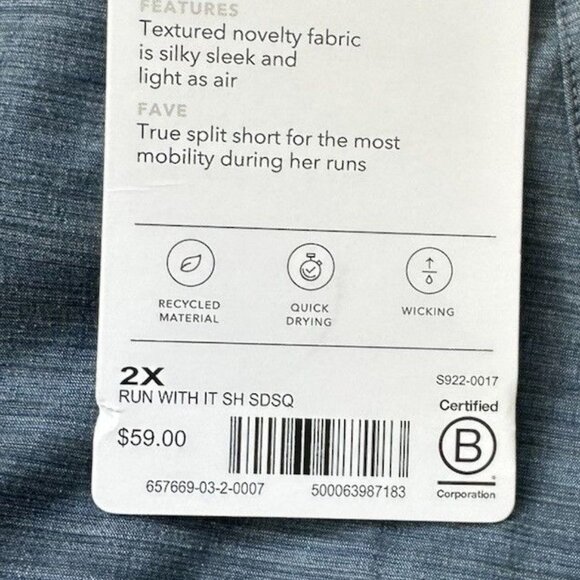 FEATURES
Textured novelty fabric
is silky sleek and
light as air
FAVE
True split short for the most
mobility during her runs
RECYCLED
MATERIAL
QUICK
DRYING
WICKING
2X
S922-0017
RUN WITH IT SH SDSQ
$59.00
Certified
B
Corporation
657669-03-2-0007
500063987183